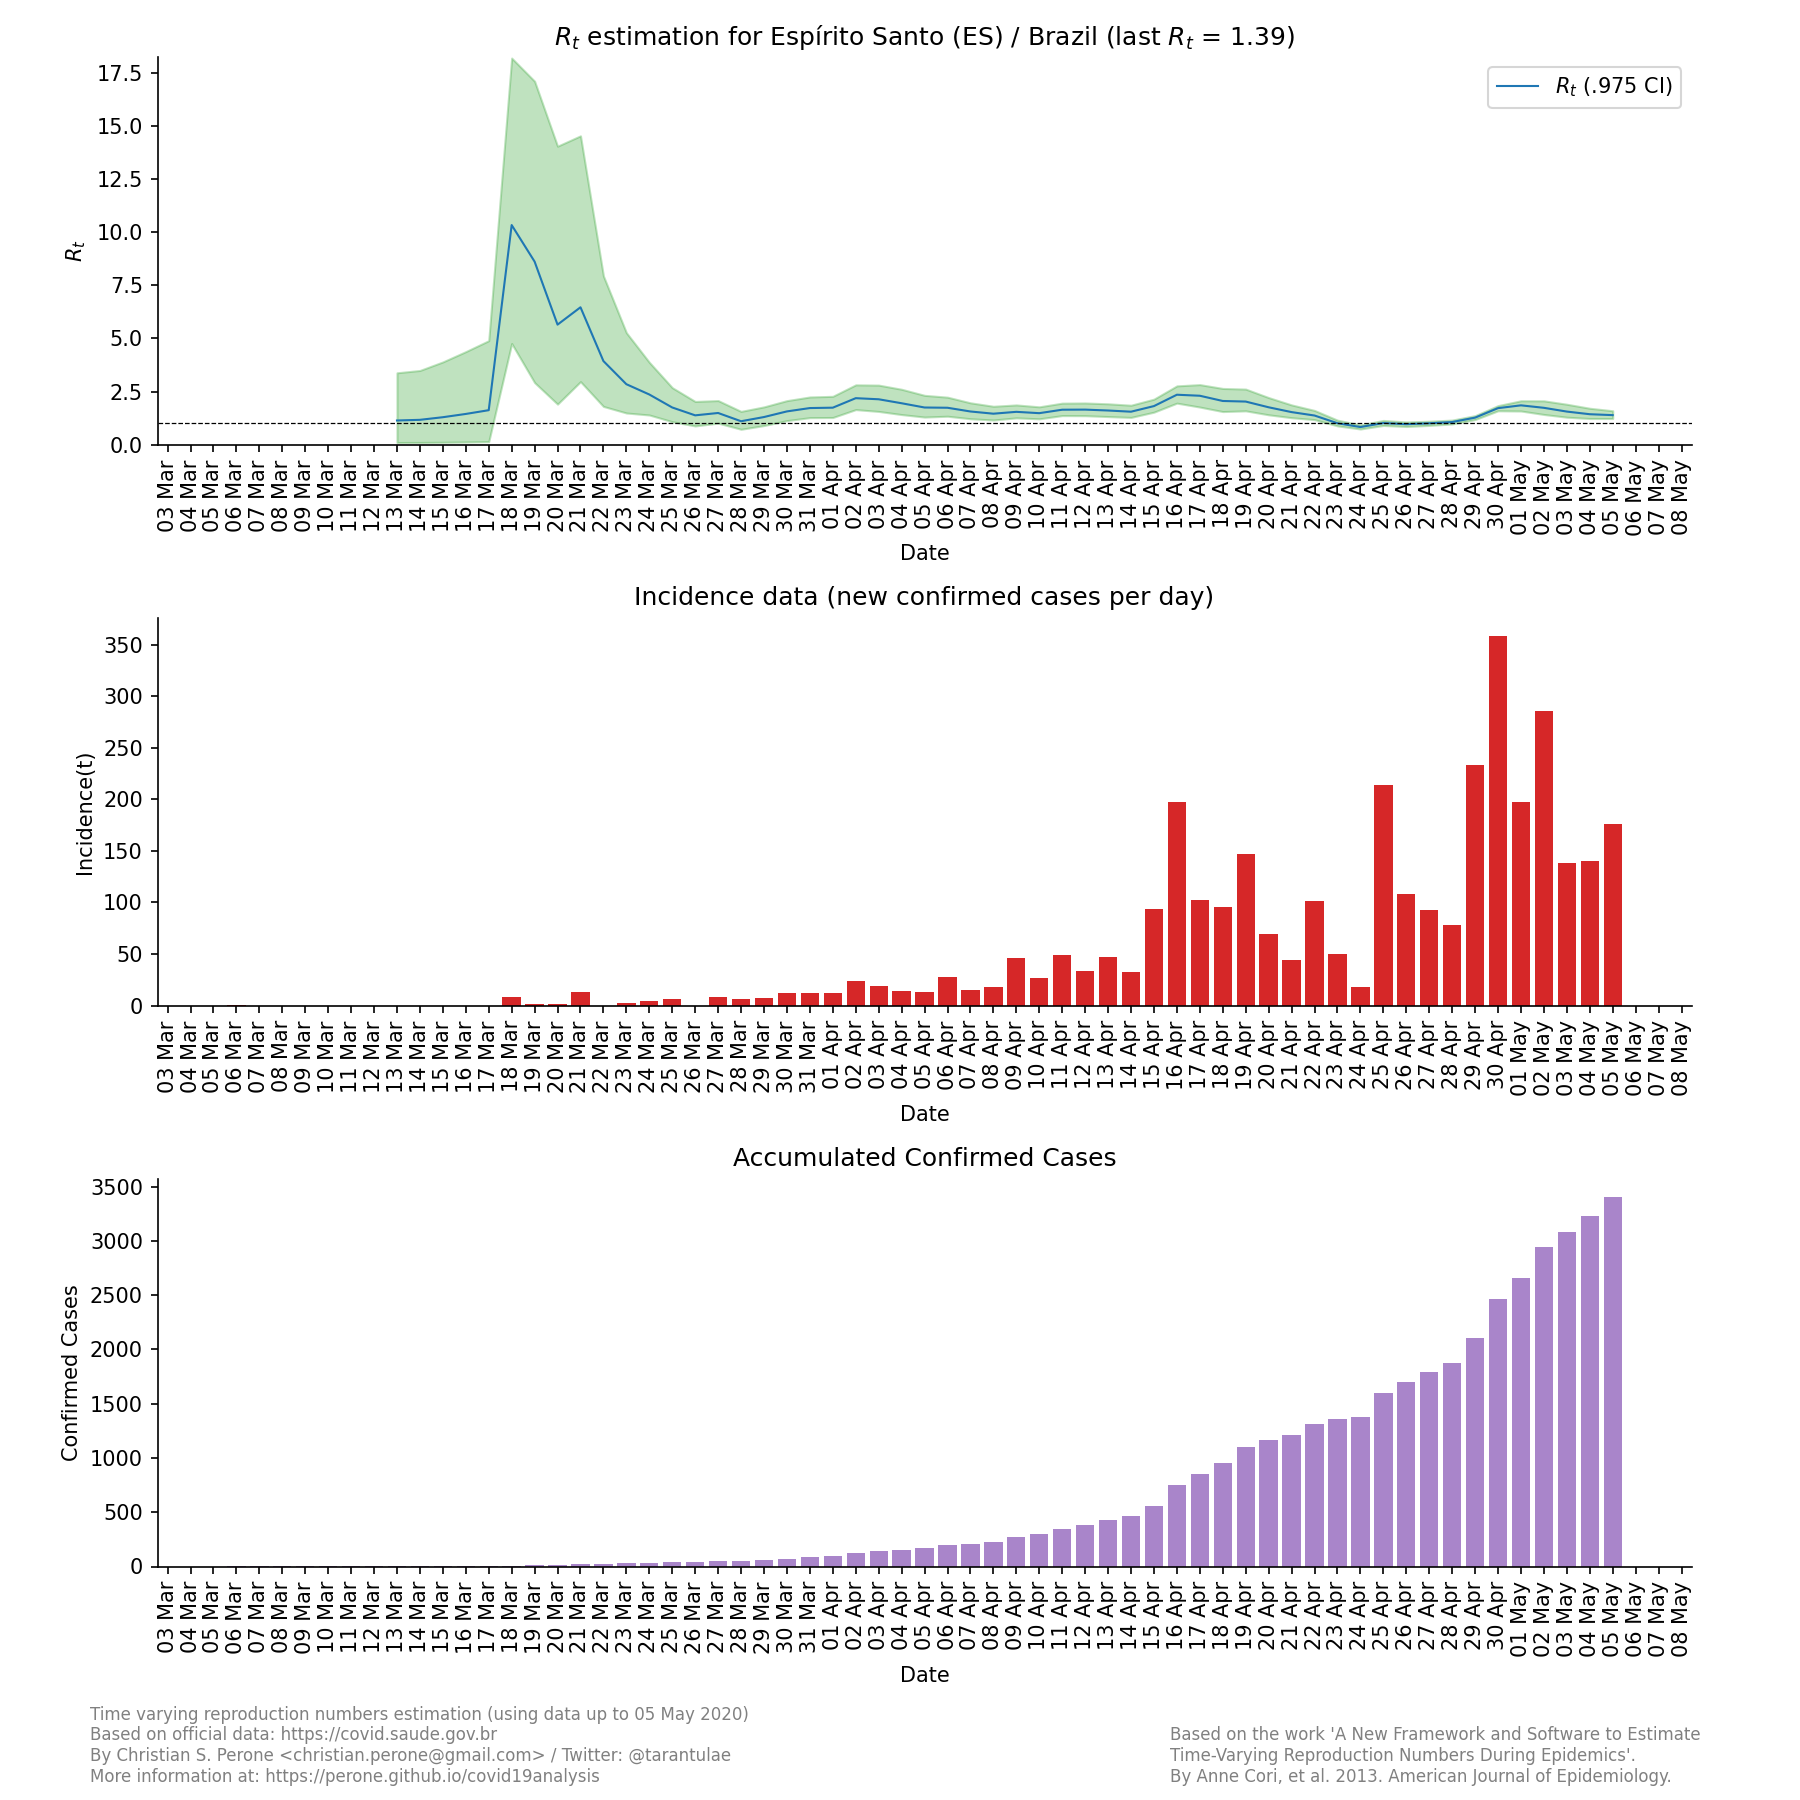 R_t estimation for Espírito Santo (ES) / Brazil (last R_t = 1.39)
R_t (.975 CI)
17.5
15.0
12.5
10.0
7.5
5.0
2.5
0.0
R_t
03 Mar 04 Mar 05 Mar 06 Mar 07 Mar 08 Mar 09 Mar 10 Mar 11 Mar 12 Mar 13 Mar 14 Mar 15 Mar 16 Mar 17 Mar 18 Mar 19 Mar 20 Mar 21 Mar 22 Mar 23 Mar 24 Mar 25 Mar 26 Mar 27 Mar 28 Mar 29 Mar 30 Mar 31 Mar 01 Apr 02 Apr 03 Apr 04 Apr 05 Apr 06 Apr 07 Apr 08 Apr 09 Apr 10 Apr 11 Apr 12 Apr 13 Apr 14 Apr 15 Apr 16 Apr 17 Apr 18 Apr 19 Apr 20 Apr 21 Apr 22 Apr 23 Apr 24 Apr 25 Apr 26 Apr 27 Apr 28 Apr 29 Apr 30 Apr 01 May 02 May 03 May 04 May 05 May 06 May 07 May 08 May
Date
Incidence data (new confirmed cases per day)
350
300
250
200
150
100
50
0
Incidence(t)
03 Mar 04 Mar 05 Mar 06 Mar 07 Mar 08 Mar 09 Mar 10 Mar 11 Mar 12 Mar 13 Mar 14 Mar 15 Mar 16 Mar 17 Mar 18 Mar 19 Mar 20 Mar 21 Mar 22 Mar 23 Mar 24 Mar 25 Mar 26 Mar 27 Mar 28 Mar 29 Mar 30 Mar 31 Mar 01 Apr 02 Apr 03 Apr 04 Apr 05 Apr 06 Apr 07 Apr 08 Apr 09 Apr 10 Apr 11 Apr 12 Apr 13 Apr 14 Apr 15 Apr 16 Apr 17 Apr 18 Apr 19 Apr 20 Apr 21 Apr 22 Apr 23 Apr 24 Apr 25 Apr 26 Apr 27 Apr 28 Apr 29 Apr 30 Apr 01 May 02 May 03 May 04 May 05 May 06 May 07 May 08 May
Date
Accumulated Confirmed Cases
3500
3000
2500
2000
1500
1000
500
0
Confirmed Cases
03 Mar 04 Mar 05 Mar 06 Mar 07 Mar 08 Mar 09 Mar 10 Mar 11 Mar 12 Mar 13 Mar 14 Mar 15 Mar 16 Mar 17 Mar 18 Mar 19 Mar 20 Mar 21 Mar 22 Mar 23 Mar 24 Mar 25 Mar 26 Mar 27 Mar 28 Mar 29 Mar 30 Mar 31 Mar 01 Apr 02 Apr 03 Apr 04 Apr 05 Apr 06 Apr 07 Apr 08 Apr 09 Apr 10 Apr 11 Apr 12 Apr 13 Apr 14 Apr 15 Apr 16 Apr 17 Apr 18 Apr 19 Apr 20 Apr 21 Apr 22 Apr 23 Apr 24 Apr 25 Apr 26 Apr 27 Apr 28 Apr 29 Apr 30 Apr 01 May 02 May 03 May 04 May 05 May 06 May 07 May 08 May
Date
Time varying reproduction numbers estimation (using data up to 05 May 2020)
Based on official data: https://covid.saude.gov.br
By Christian S. Perone <christian.perone@gmail.com> / Twitter: @tarantulae
More information at: https://perone.github.io/covid19analysis
Based on the work 'A New Framework and Software to Estimate
Time-Varying Reproduction Numbers During Epidemics'.
By Anne Cori, et al. 2013. American Journal of Epidemiology.